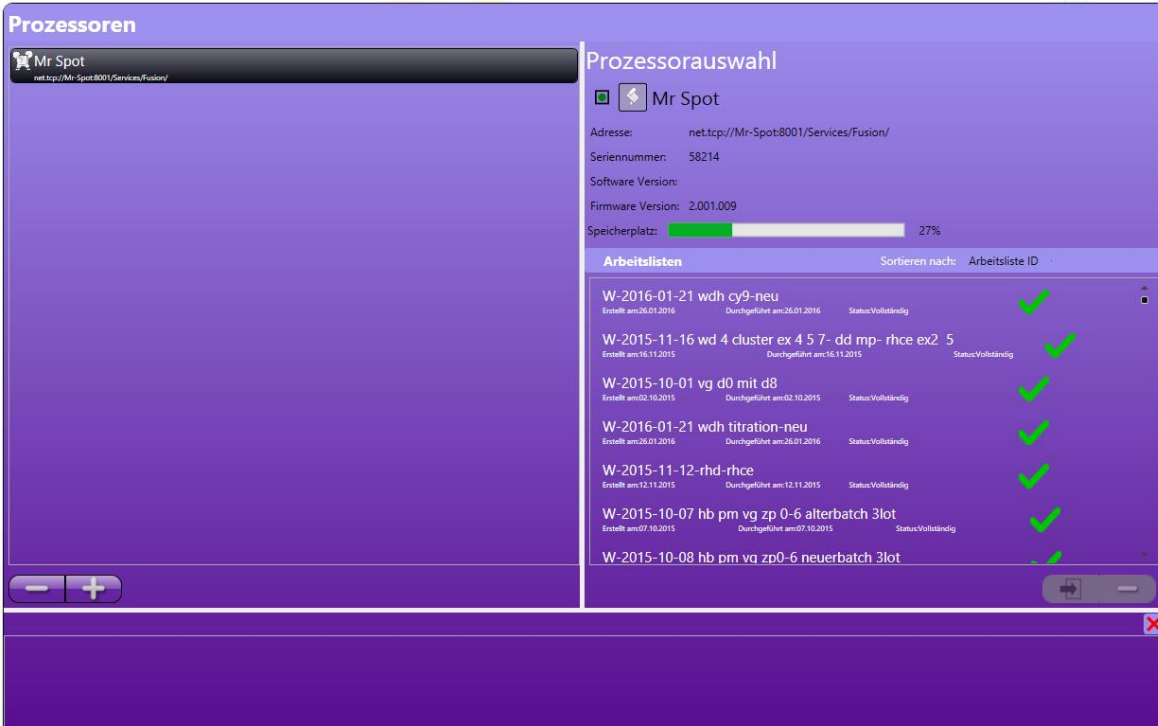 Prozessoren
Mr Spot
net.tcp://Mr-Spot:8001/Services/Fusion/
Prozessorauswahl
Mr Spot
Adresse: net.tcp://Mr-Spot:8001/Services/Fusion/
Seriennummer: 58214
Software Version:
Firmware Version: 2.001.009
Speicherplatz: 27%
Arbeitslisten Sortieren nach: Arbeitsliste ID
W-2016-01-21 wdh cy9-neu
Erstellt am:26.01.2016 Durchgeführt am:26.01.2016 Status:Vollständig
W-2015-11-16 wd 4 cluster ex 4 5 7- dd mp- rhce ex2 5
Erstellt am:16.11.2015 Durchgeführt am:16.11.2015 Status:Vollständig
W-2015-10-01 vg d0 mit d8
Erstellt am:02.10.2015 Durchgeführt am:02.10.2015 Status:Vollständig
W-2016-01-21 wdh titration-neu
Erstellt am:26.01.2016 Durchgeführt am:26.01.2016 Status:Vollständig
W-2015-11-12-rhd-rhce
Erstellt am:12.11.2015 Durchgeführt am:12.11.2015 Status:Vollständig
W-2015-10-07 hb pm vg zp 0-6 alterbatch 3lot
Erstellt am:07.10.2015 Durchgeführt am:07.10.2015 Status:Vollständig
W-2015-10-08 hb pm vg zp0-6 neuerbatch 3lot